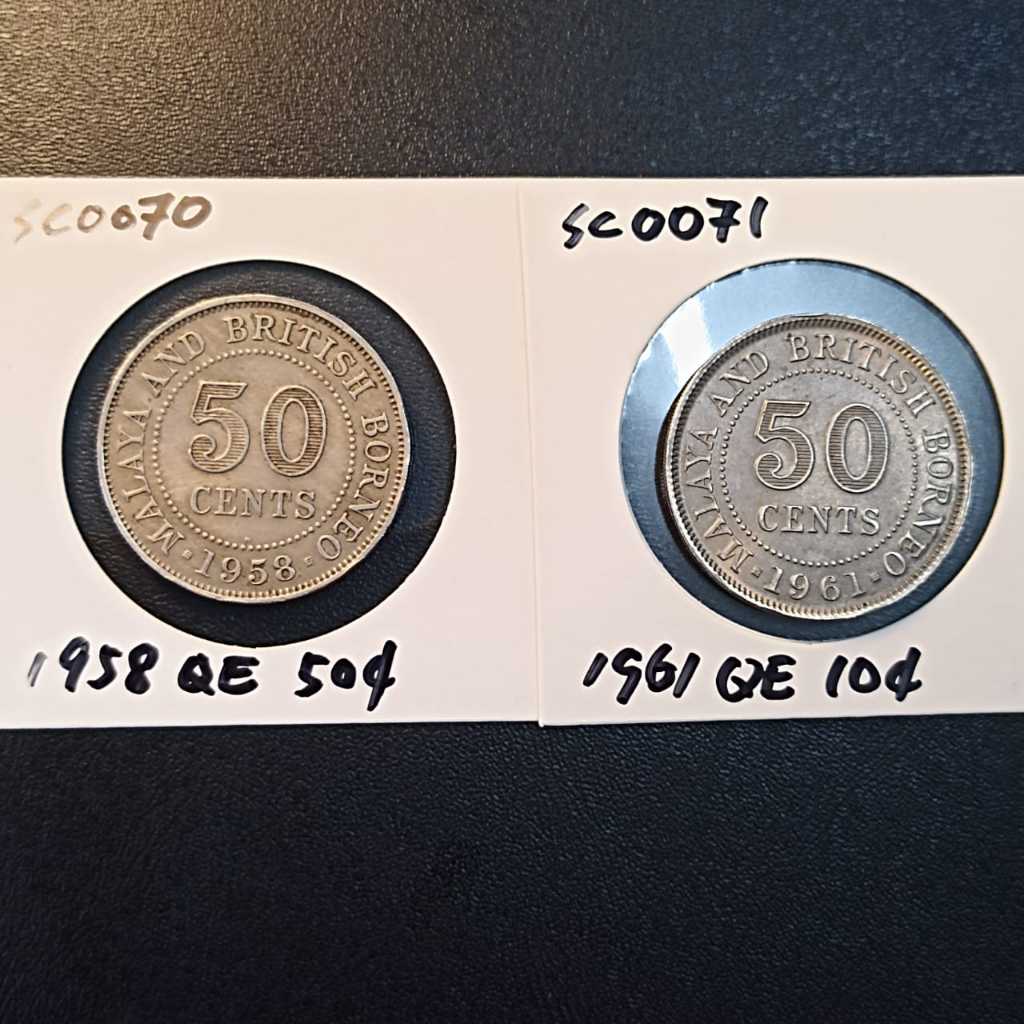 SC0070
MALAYA AND BRITISH BORNEO
50
CENTS
1958
1958 QE 50¢
SC0071
MALAYA AND BRITISH BORNEO
50
CENTS
1961
1961 QE 10¢